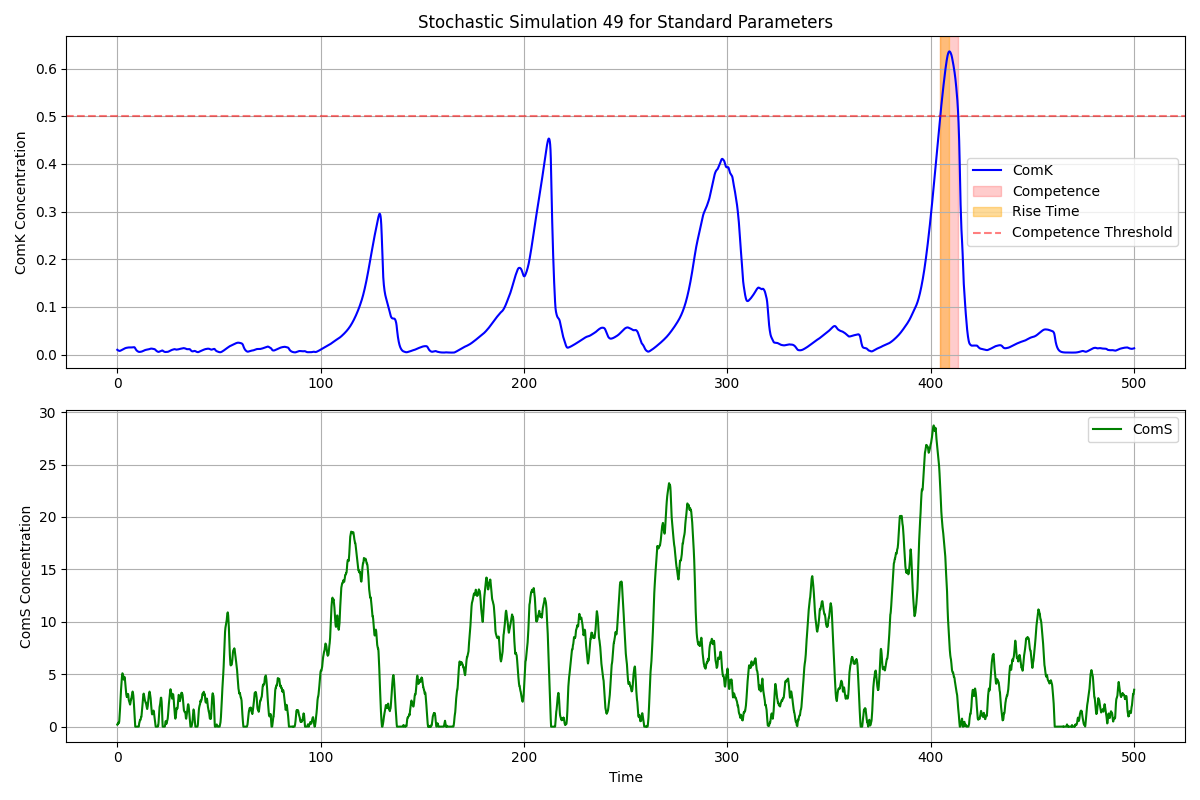 Stochastic Simulation 49 for Standard Parameters
ComK Concentration
0.6
0.5
0.4
0.3
0.2
0.1
0.0
ComK
Competence
Rise Time
Competence Threshold
0 100 200 300 400 500
ComS Concentration
30
25
20
15
10
5
0
ComS
0 100 200 300 400 500
Time